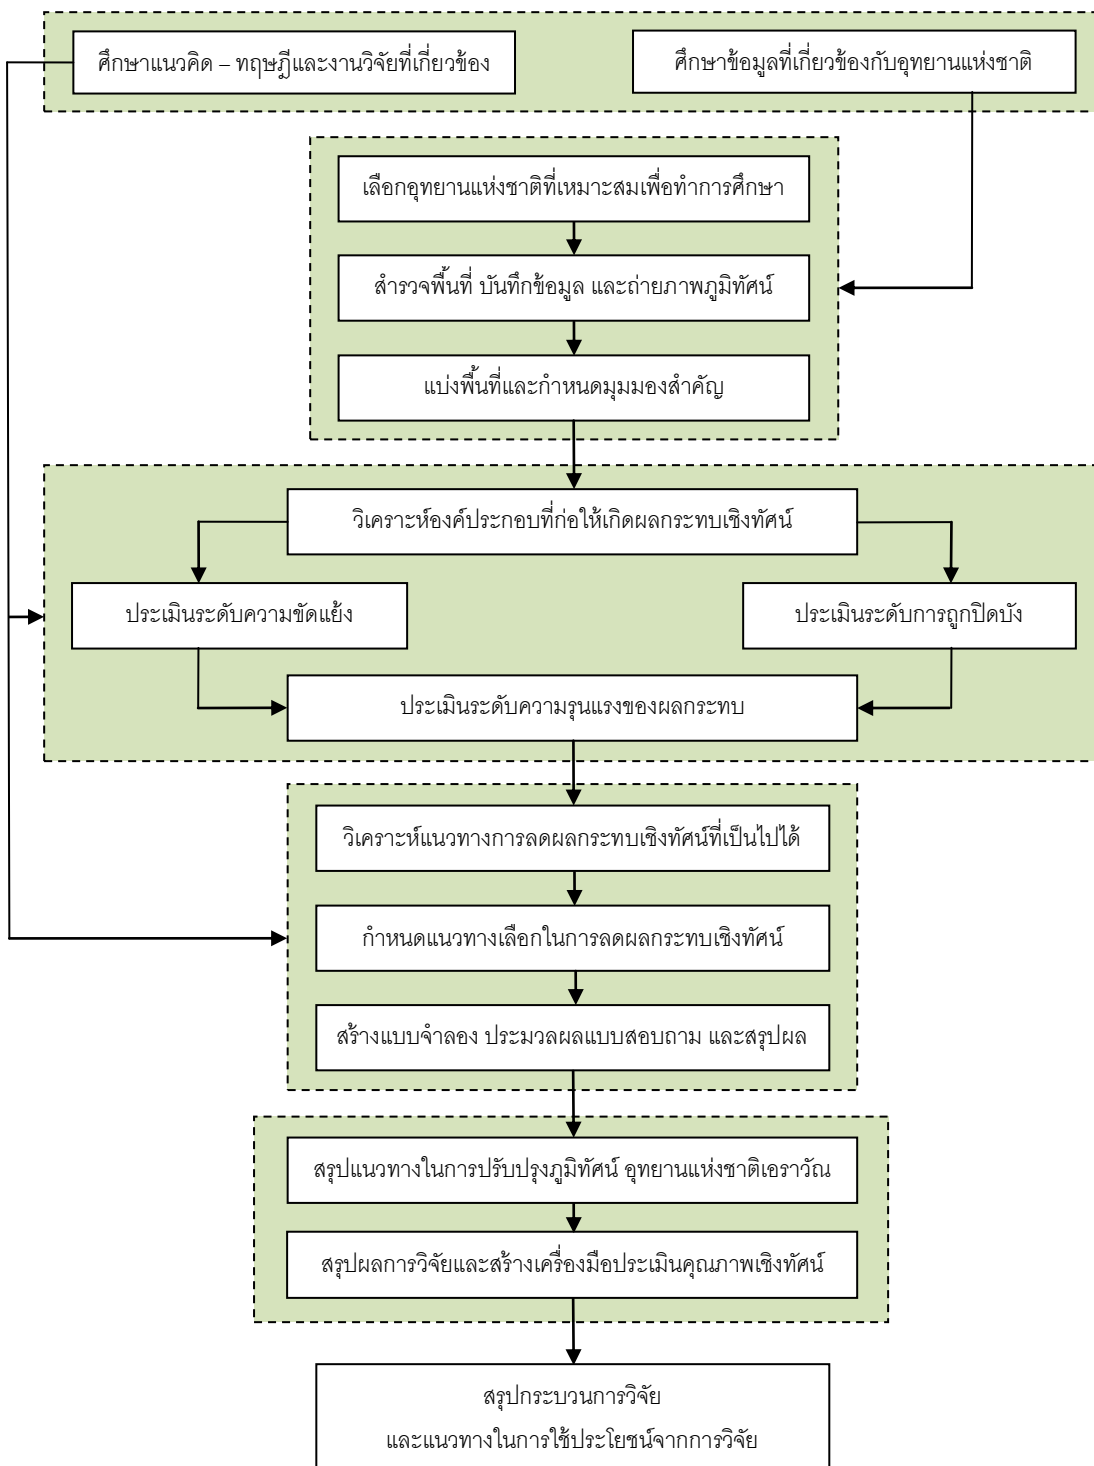 ศึกษาแนวคิด – ทฤษฎีและงานวิจัยที่เกี่ยวข้อง
ศึกษาข้อมูลที่เกี่ยวข้องกับอุทยานแห่งชาติ
เลือกอุทยานแห่งชาติที่เหมาะสมเพื่อทำการศึกษา
สำรวจพื้นที่ บันทึกข้อมูล และถ่ายภาพภูมิทัศน์
แบ่งพื้นที่และกำหนดมุมมองสำคัญ
วิเคราะห์องค์ประกอบที่ก่อให้เกิดผลกระทบเชิงทัศน์
ประเมินระดับความขัดแย้ง
ประเมินระดับการถูกปิดบัง
ประเมินระดับความรุนแรงของผลกระทบ
วิเคราะห์แนวทางการลดผลกระทบเชิงทัศน์ที่เป็นไปได้
กำหนดแนวทางเลือกในการลดผลกระทบเชิงทัศน์
สร้างแบบจำลอง ประมวลผลแบบสอบถาม และสรุปผล
สรุปแนวทางในการปรับปรุงภูมิทัศน์ อุทยานแห่งชาติเอราวัณ
สรุปผลการวิจัยและสร้างเครื่องมือประเมินคุณภาพเชิงทัศน์
สรุปกระบวนการวิจัย
และแนวทางในการใช้ประโยชน์จากการวิจัย